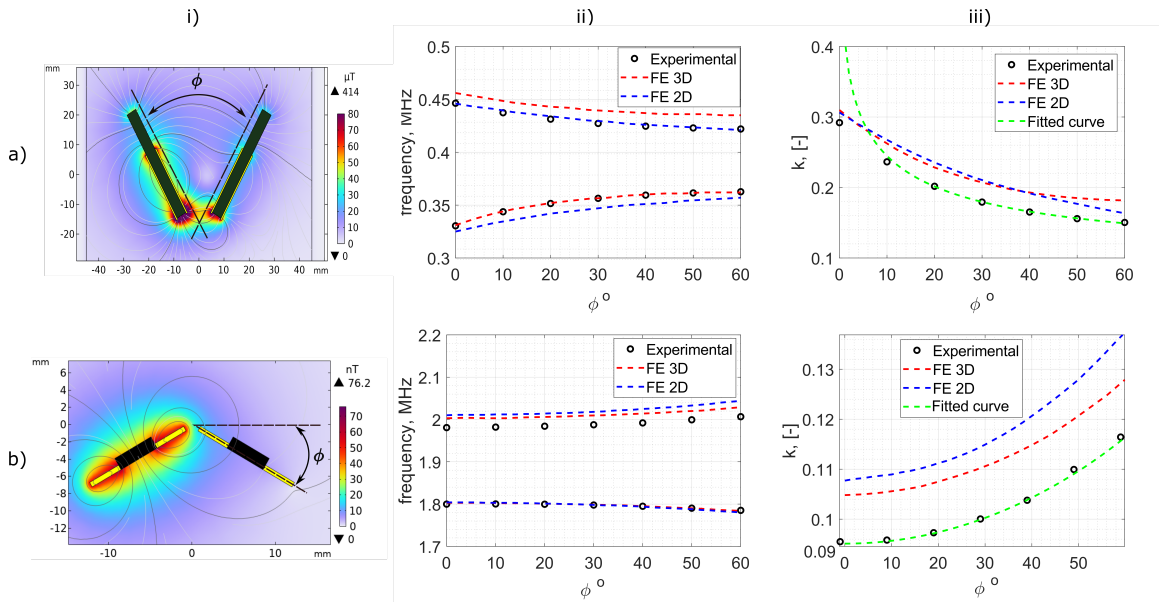 i)
ii)
iii)
a)
mm
30
20
10
0
-10
-20
-40
-30
-20
-10
0
10
20
30
40
mm
ϕ
μT
▲ 414
80
70
60
50
40
30
20
10
0
▼ 0
frequency, MHz
0.5
0.45
0.4
0.35
0.3
0
10
20
30
40
50
60
ϕ °
Experimental
FE 3D
FE 2D
k, [-]
0.4
0.3
0.2
0.1
0
10
20
30
40
50
60
ϕ °
Experimental
FE 3D
FE 2D
Fitted curve
b)
mm
6
4
2
0
-2
-4
-6
-8
-10
-12
-10
0
10
mm
ϕ
nT
▲ 76.2
70
60
50
40
30
20
10
0
▼ 0
frequency, MHz
2.2
2.1
2
1.9
1.8
1.7
0
10
20
30
40
50
60
ϕ °
Experimental
FE 3D
FE 2D
k, [-]
0.13
0.12
0.11
0.1
0.09
0
10
20
30
40
50
ϕ °
Experimental
FE 3D
FE 2D
Fitted curve